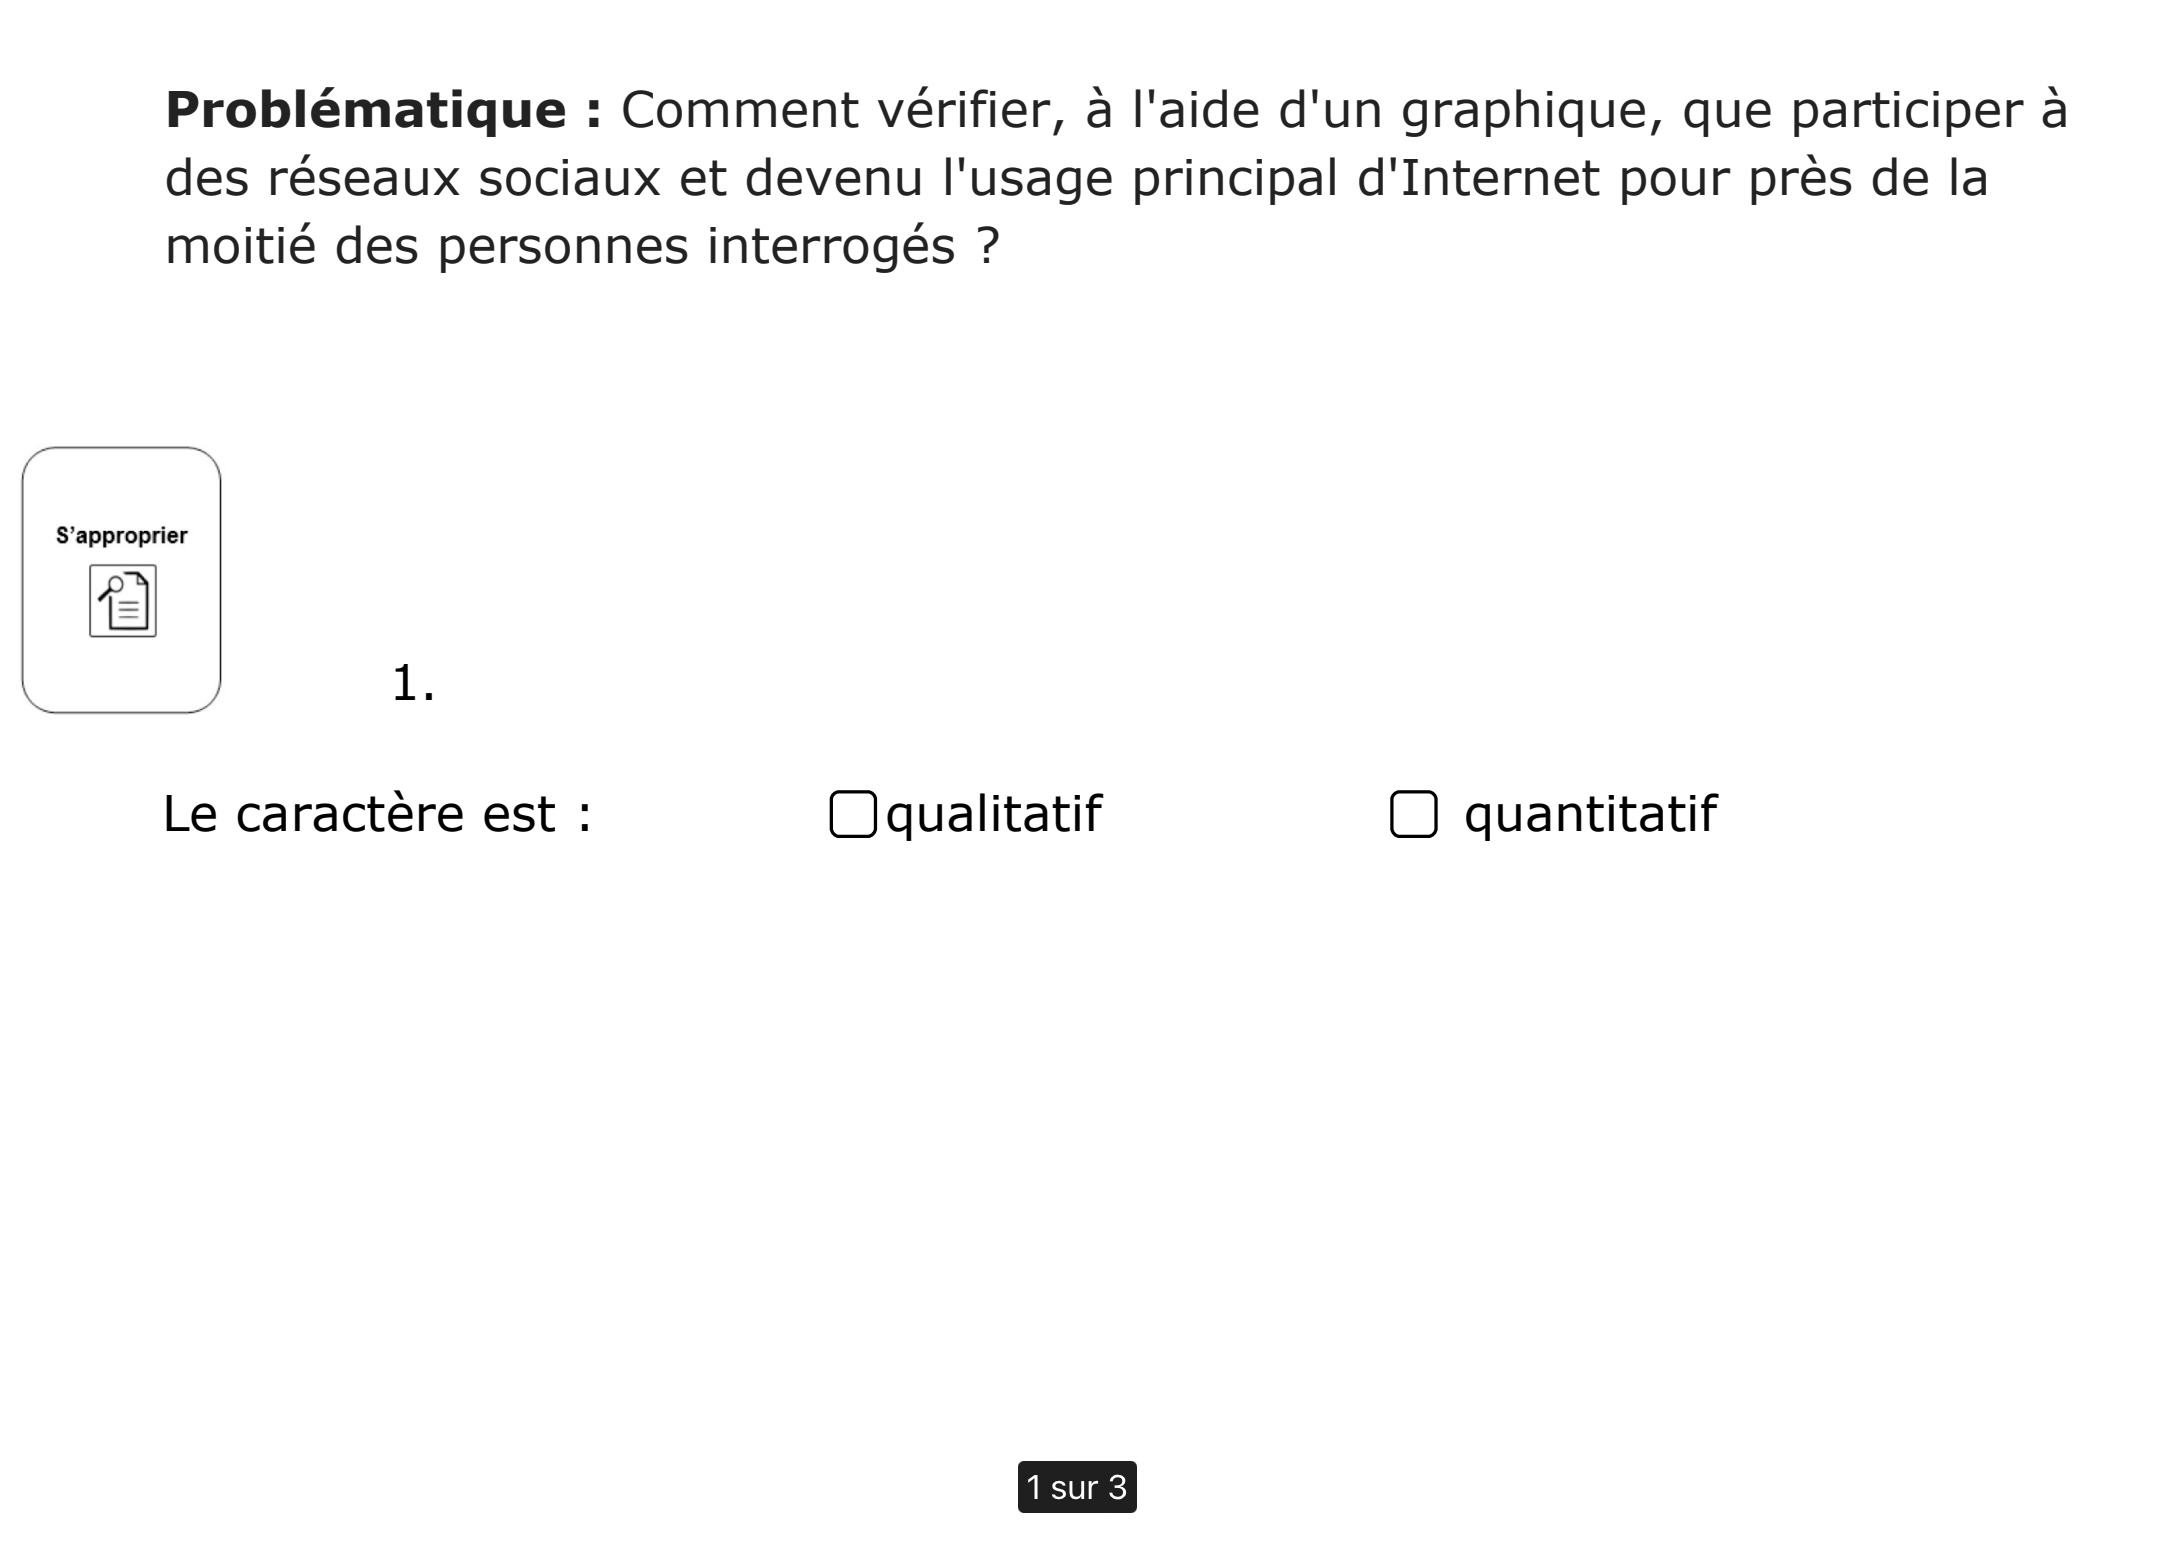 Problématique : Comment vérifier, à l'aide d'un graphique, que participer à
des réseaux sociaux et devenu l'usage principal d'Internet pour près de la
moitié des personnes interrogés ?
S'approprier
1.
Le caractère est : qualitatif quantitatif
1 sur 3